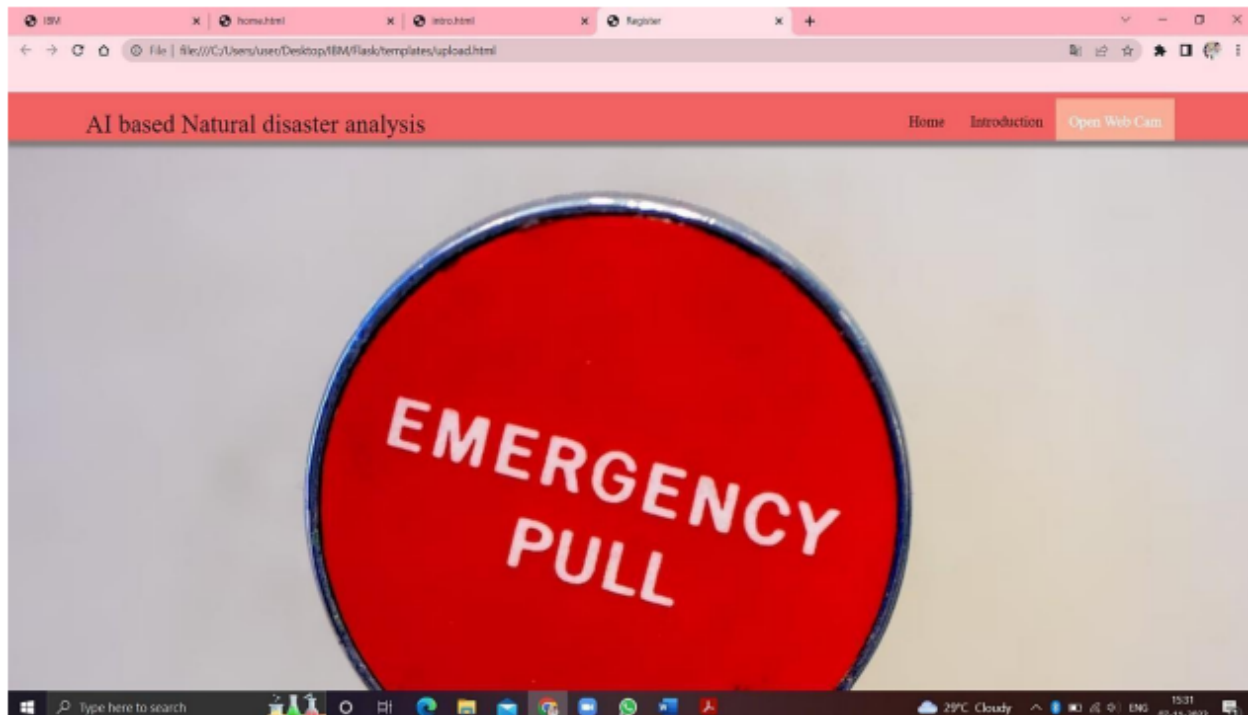 IBM
home.html
intro.html
Register
File | file:///C:/Users/user/Desktop/IBM/Flask/templates/upload.html
AI based Natural disaster analysis
Home
Introduction
Open Web Cam
EMERGENCY
PULL
Type here to search
29°C Cloudy
ENG
15:31